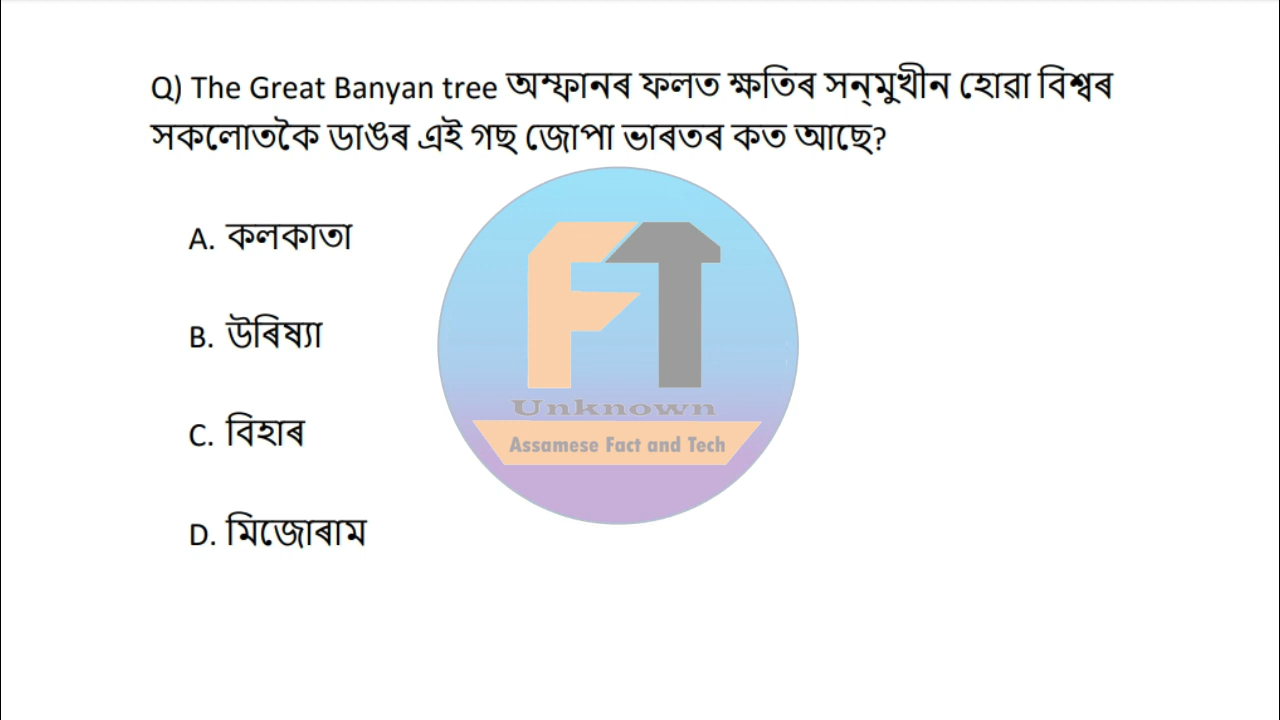 Q) The Great Banyan tree অম্ফানৰ ফলত ক্ষতিৰ সন্মুখীন হোৱা বিশ্বৰ
সকলোতকৈ ডাঙৰ এই গছ জোপা ভাৰতৰ কত আছে?
A. কলকাতা
B. উৰিষ্যা
C. বিহাৰ
D. মিজোৰাম
FT
Unknown
Assamese Fact and Tech